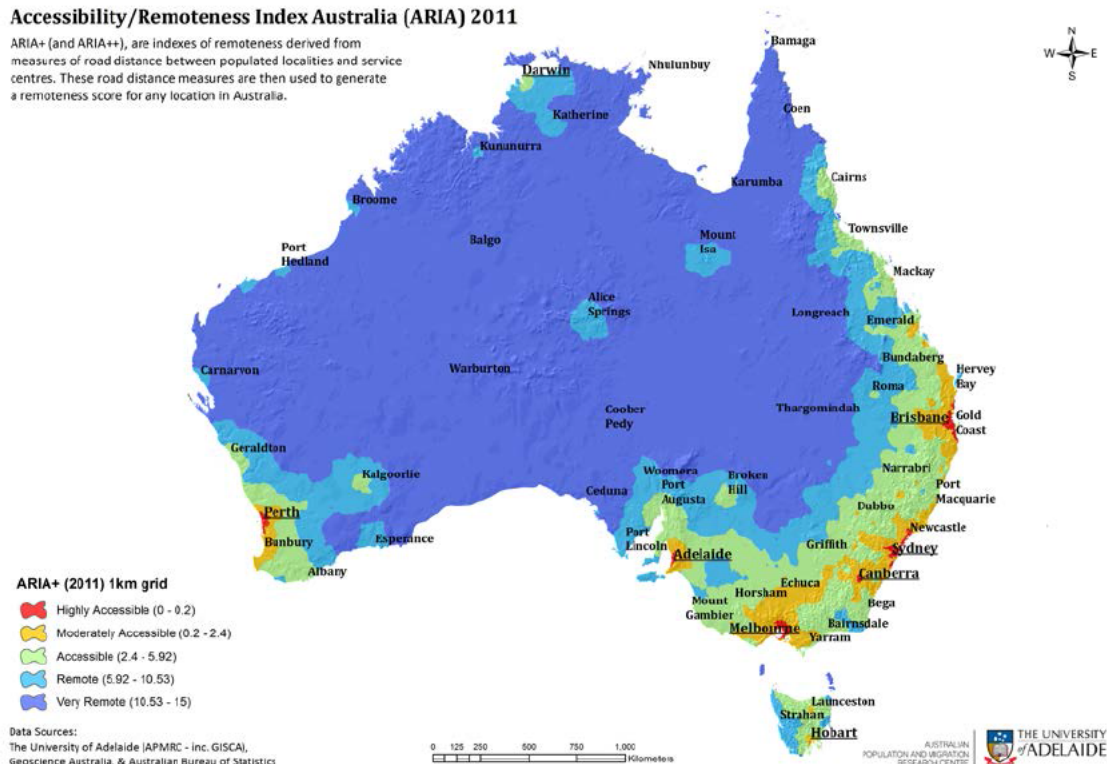 Accessibility/Remoteness Index Australia (ARIA) 2011
ARIA+ (and ARIA++), are indexes of remoteness derived from
measures of road distance between populated localities and service
centres. These road distance measures are then used to generate
a remoteness score for any location in Australia.
N
W E
S
Bamaga
Darwin
Nhulunbuy
Coen
Katherine
Kununurra
Karumba
Cairns
Broome
Balgo
Mount
Isa
Townsville
Port
Hedland
Mackay
Alice
Springs
Longreach
Emerald
Carnarvon
Warburton
Bundaberg
Hervey
Bay
Roma
Coober
Pedy
Thargomindah
Brisbane
Gold
Coast
Geraldton
Kalgoorlie
Woomera
Broken
Hill
Narrabri
Ceduna
Port
Augusta
Port
Macquarie
Perth
Dubbo
Newcastle
Bunbury
Esperance
Port
Lincoln
Griffith
Sydney
Adelaide
Albany
Canberra
Echuca
Horsham
Mount
Gambier
Bega
Melbourne
Bairnsdale
Yarram
Launceston
Strahan
Hobart
ARIA+ (2011) 1km grid
Highly Accessible (0 - 0.2)
Moderately Accessible (0.2 - 2.4)
Accessible (2.4 - 5.92)
Remote (5.92 - 10.53)
Very Remote (10.53 - 15)
Data Sources:
The University of Adelaide (APMRC - inc. GISCA),
Geoscience Australia, & Australian Bureau of Statistics
0 125 250 500 750 1,000
Kilometers
AUSTRALIAN
POPULATION AND MIGRATION
RESEARCH CENTRE
THE UNIVERSITY
of ADELAIDE